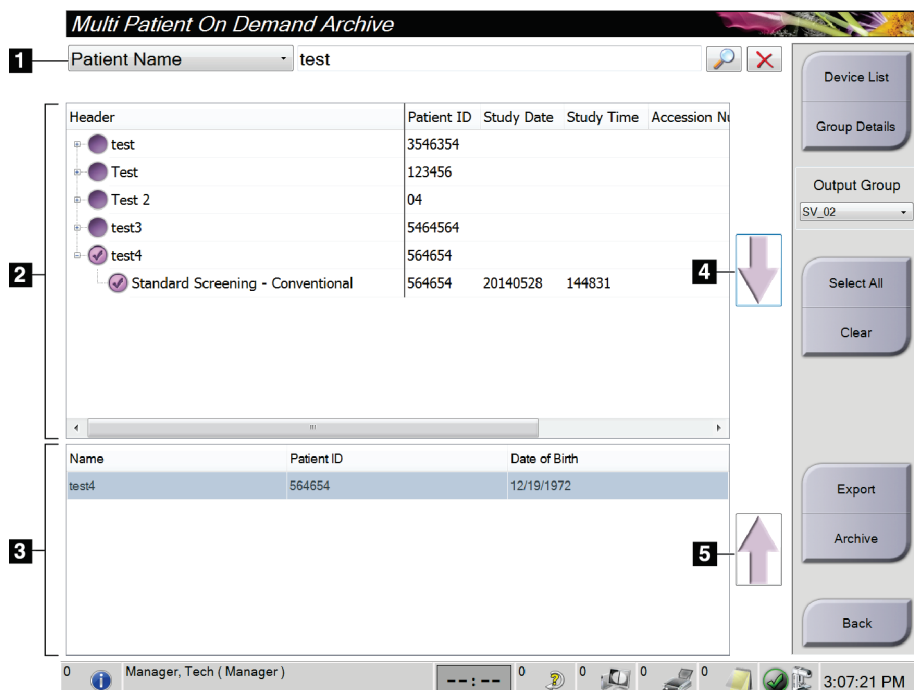 Multi Patient On Demand Archive
1 Patient Name test
Device List
Group Details
Output Group
SV_02
Select All
Clear
Export
Archive
Back
2
Header Patient ID Study Date Study Time Accession Nu
test 3546354
Test 123456
Test 2 04
test3 5464564
test4 564654
Standard Screening - Conventional 564654 20140528 144831
4
3
Name Patient ID Date of Birth
test4 564654 12/19/1972
5
0 Manager, Tech ( Manager ) --:-- 0 0 0 0 3:07:21 PM